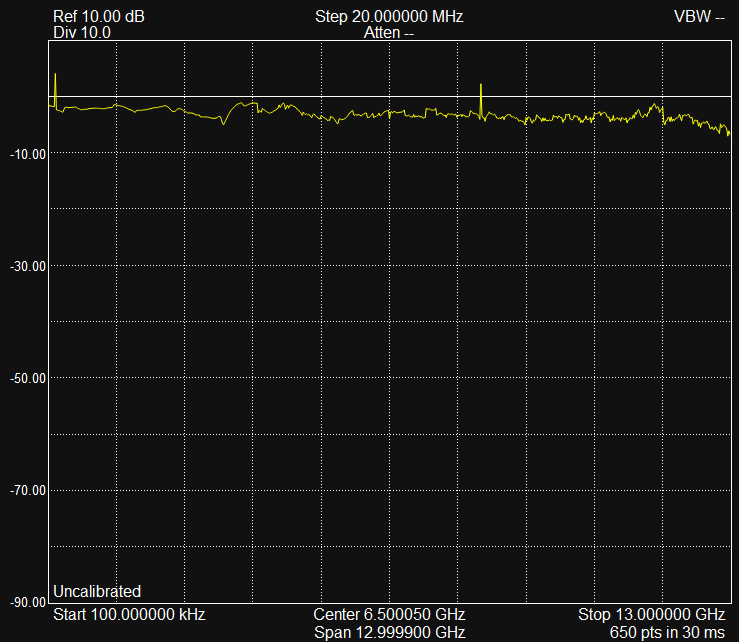 Ref 10.00 dB Step 20.000000 MHz VBW --
Div 10.0 Atten --
-10.00
-30.00
-50.00
-70.00
-90.00
Uncalibrated
Start 100.000000 kHz Center 6.500050 GHz Stop 13.000000 GHz
Span 12.999900 GHz 650 pts in 30 ms